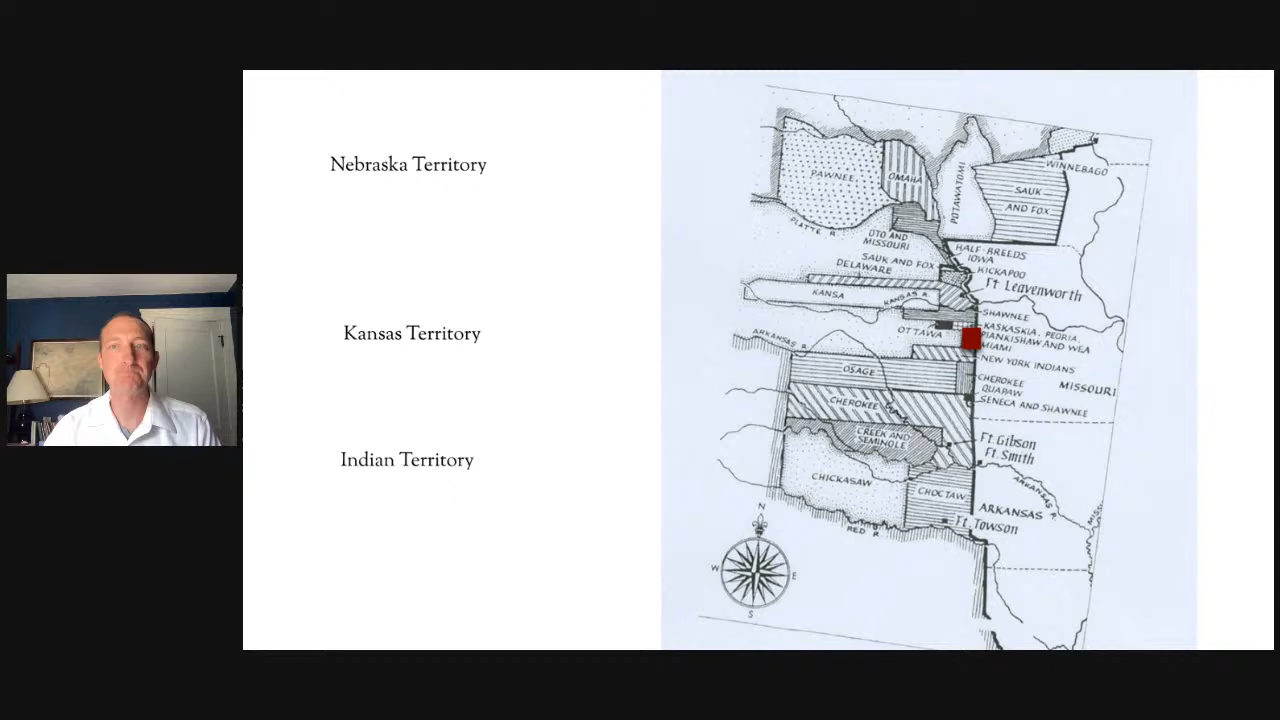 Nebraska Territory
Kansas Territory
Indian Territory
WINNEBAGO
PAWNEE
OMAHA
POTAWATOMI
SAUK
AND FOX
PLATTE R.
OTO AND
MISSOURI
HALF-BREEDS
IOWA
SAUK AND FOX
DELAWARE
KICKAPOO
Ft. Leavenworth
KANSA
KANSAS R.
SHAWNEE
OTTAWA
KASKASKIA, PEORIA,
PIANKISHAW AND WEA
MIAMI
ARKANSAS R.
NEW YORK INDIANS
OSAGE
CHEROKEE
QUAPAW
MISSOURI
SENECA AND SHAWNEE
CHEROKEE
CREEK AND
SEMINOLE
Ft. Gibson
Ft. Smith
CHICKASAW
CHOCTAW
ARKANSAS R.
ARKANSAS
MISS.
Ft. Towson
RED R.
N
W
E
S